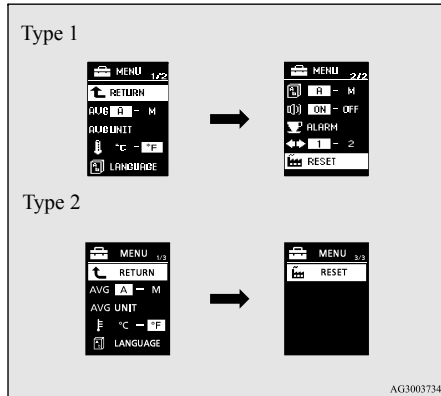 Type 1
MENU 1/2
RETURN
AVG A - M
AVG UNIT
°C - °F
LANGUAGE
MENU 2/2
A - M
ON - OFF
ALARM
1 - 2
RESET
Type 2
MENU 1/3
RETURN
AVG A - M
AVG UNIT
°C - °F
LANGUAGE
MENU 3/3
RESET
AG3003734